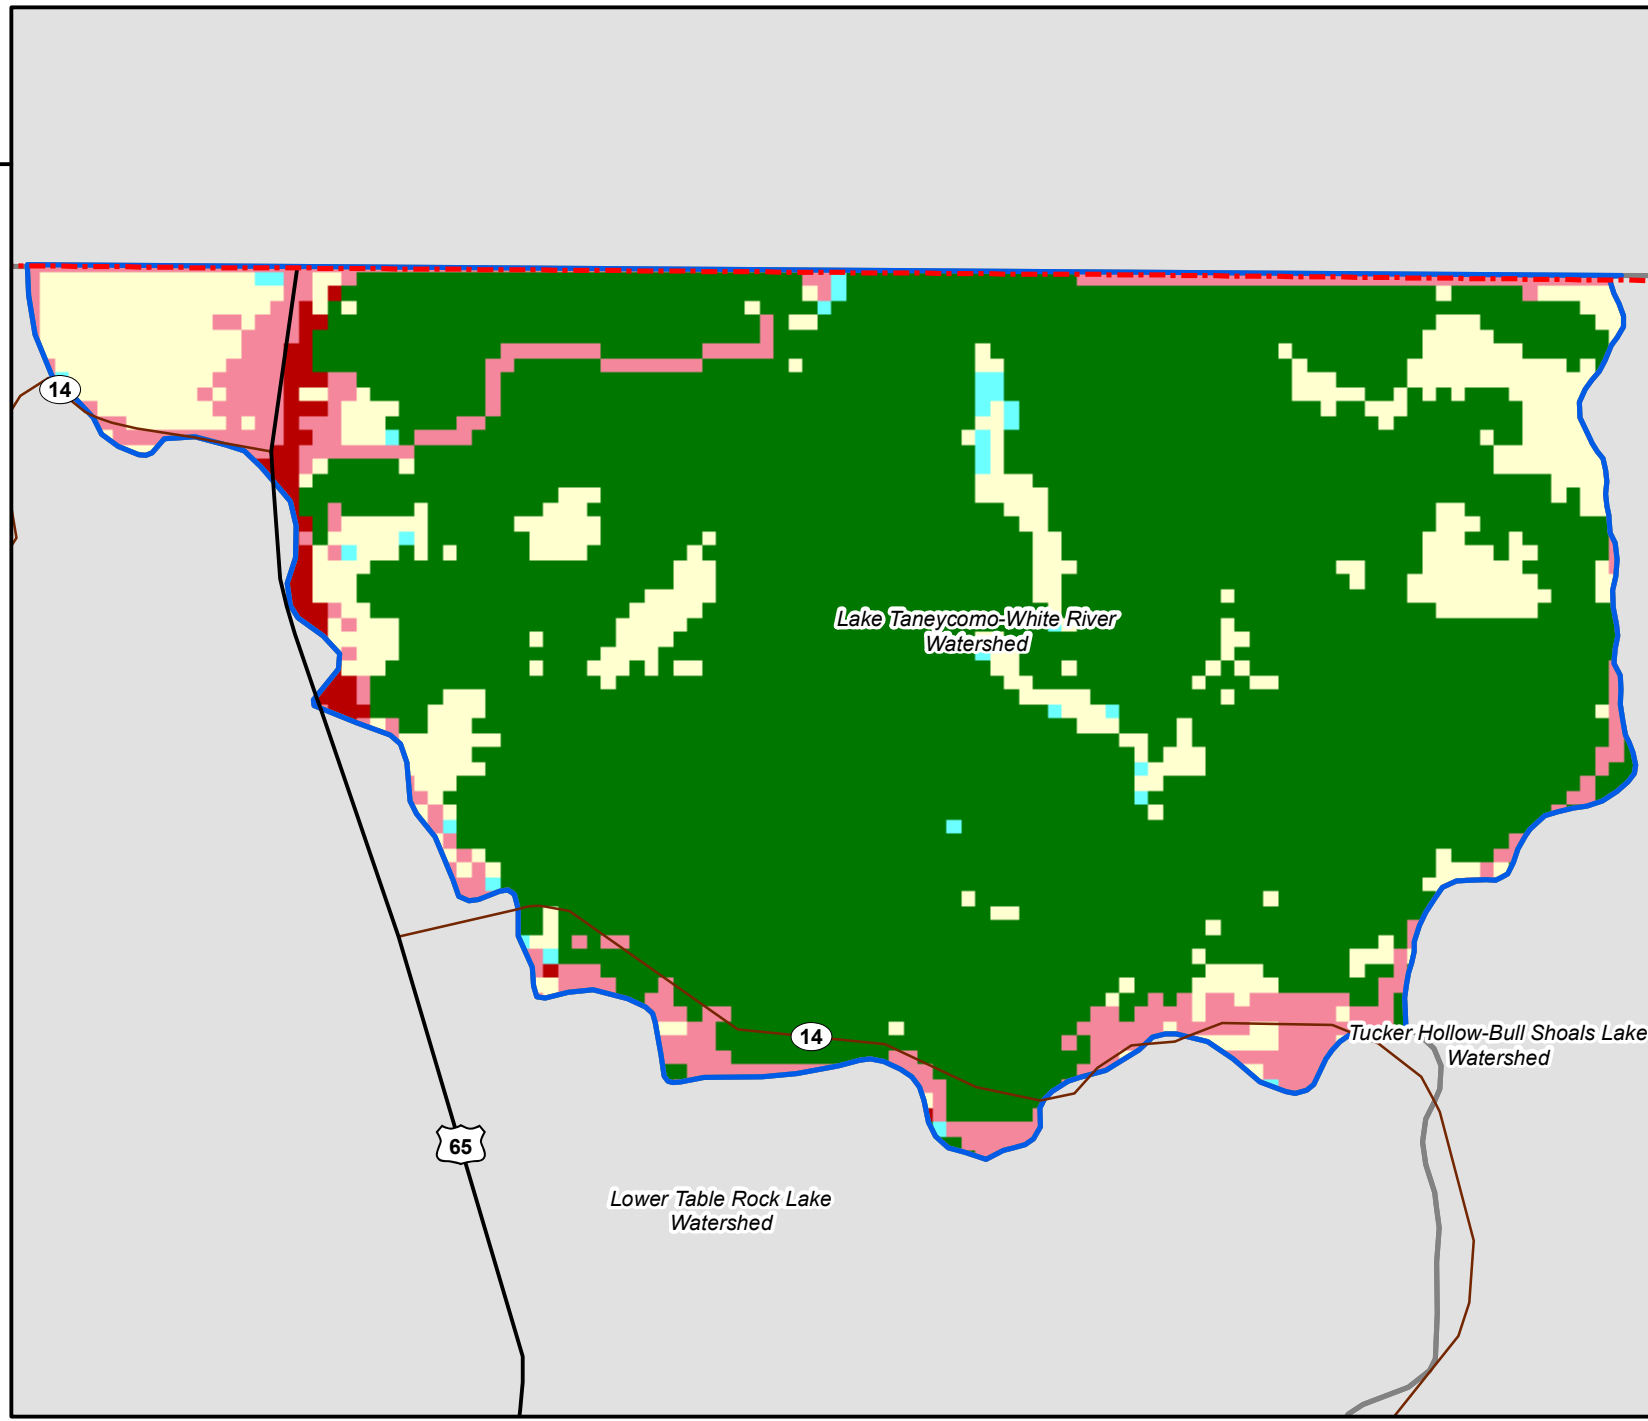 14
Lake Taneycomo-White River
Watershed
14
Tucker Hollow-Bull Shoals Lake
Watershed
65
Lower Table Rock Lake
Watershed